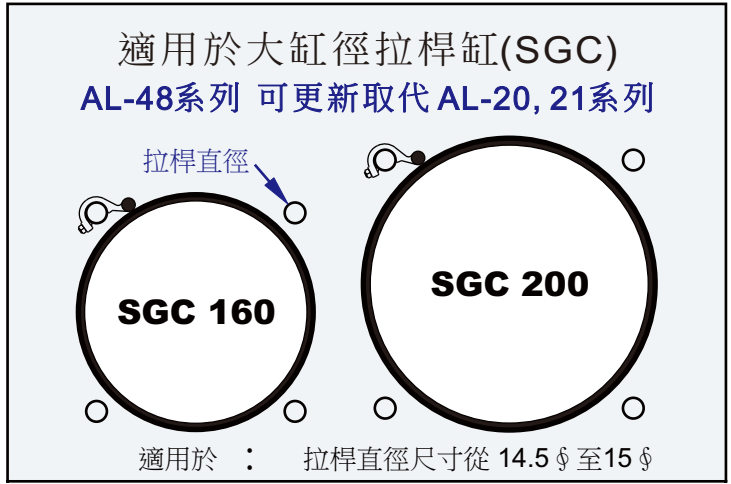 適用於大缸徑拉桿缸(SGC)
AL-48系列 可更新取代 AL-20, 21系列
拉桿直徑
SGC 160
SGC 200
適用於 : 拉桿直徑尺寸從 14.5∮至15∮